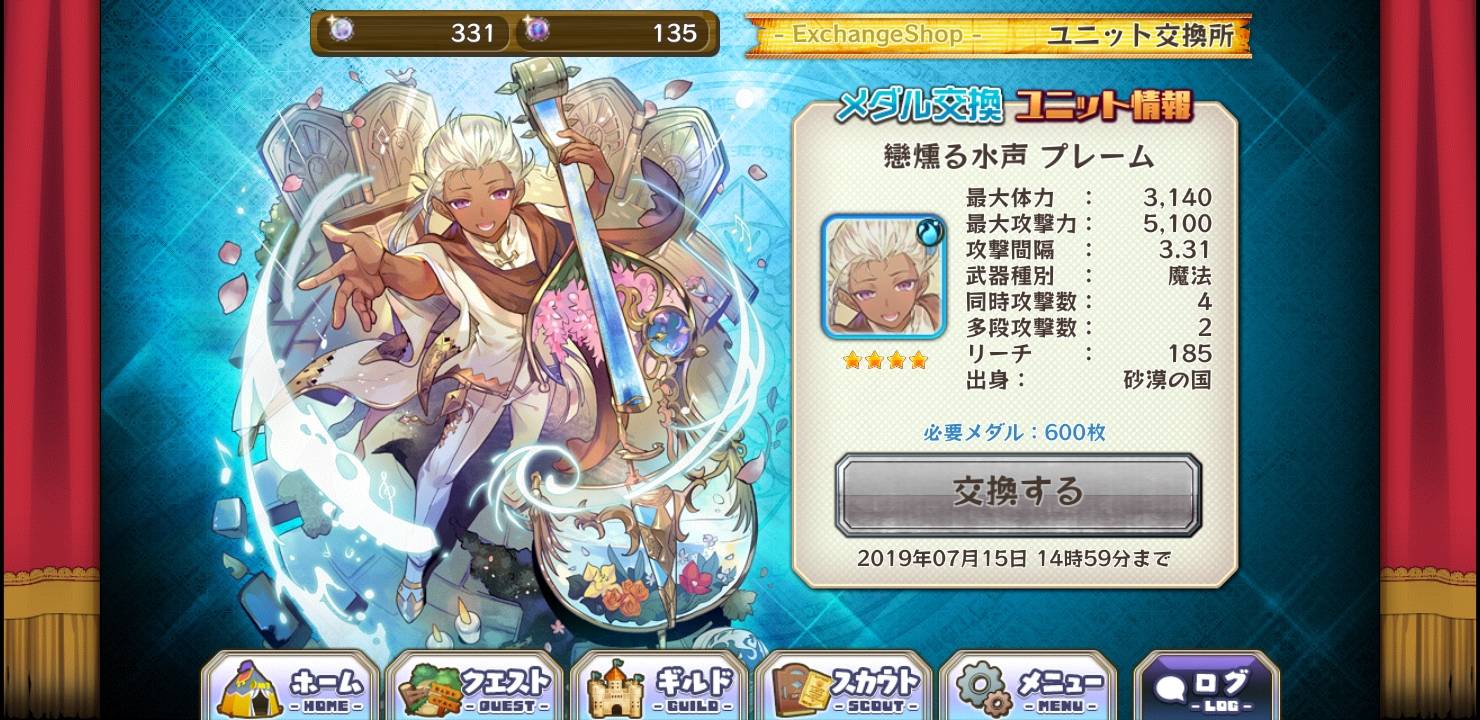 331
135
- ExchangeShop -
ユニット交換所
メダル交換 ユニット情報
戀燻る水声 プレーム
最大体力 : 3,140
最大攻撃力: 5,100
攻撃間隔 : 3.31
武器種別 : 魔法
同時攻撃数: 4
多段攻撃数: 2
リーチ : 185
出身: 砂漠の国
必要メダル:600枚
交換する
2019年07月15日 14時59分まで
ホーム
- HOME -
クエスト
- QUEST -
ギルド
- GUILD -
スカウト
- SCOUT -
メニュー
- MENU -
ログ
- LOG -